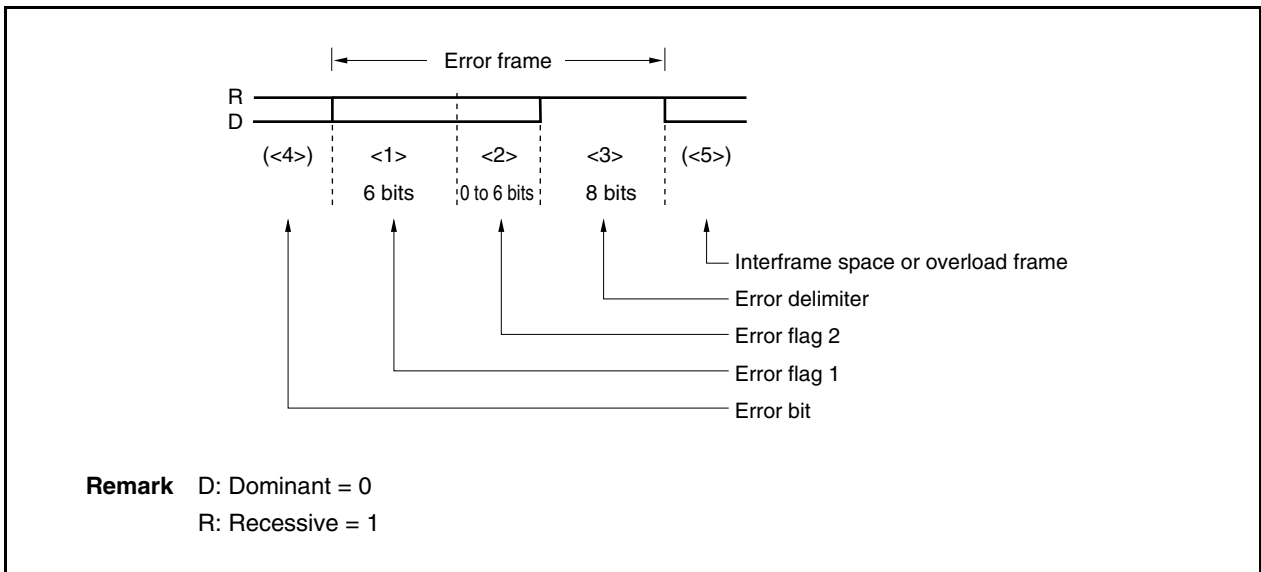 Error frame
R
D
(<4>) <1> <2> <3> (<5>)
6 bits 0 to 6 bits 8 bits
Interframe space or overload frame
Error delimiter
Error flag 2
Error flag 1
Error bit
Remark D: Dominant = 0
R: Recessive = 1